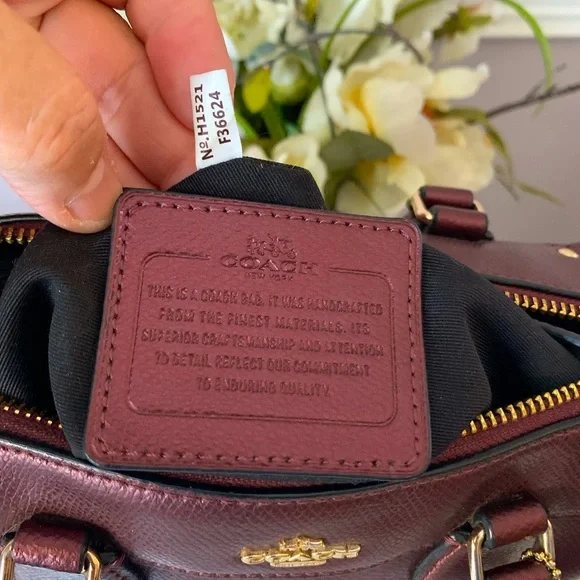 Nº.H1521
F36624
COACH
NEW YORK
THIS IS A COACH BAG. IT WAS HANDCRAFTED
FROM THE FINEST MATERIALS. ITS
SUPERIOR CRAFTSMANSHIP AND ATTENTION
TO DETAIL REFLECT OUR COMMITMENT
TO ENDURING QUALITY.